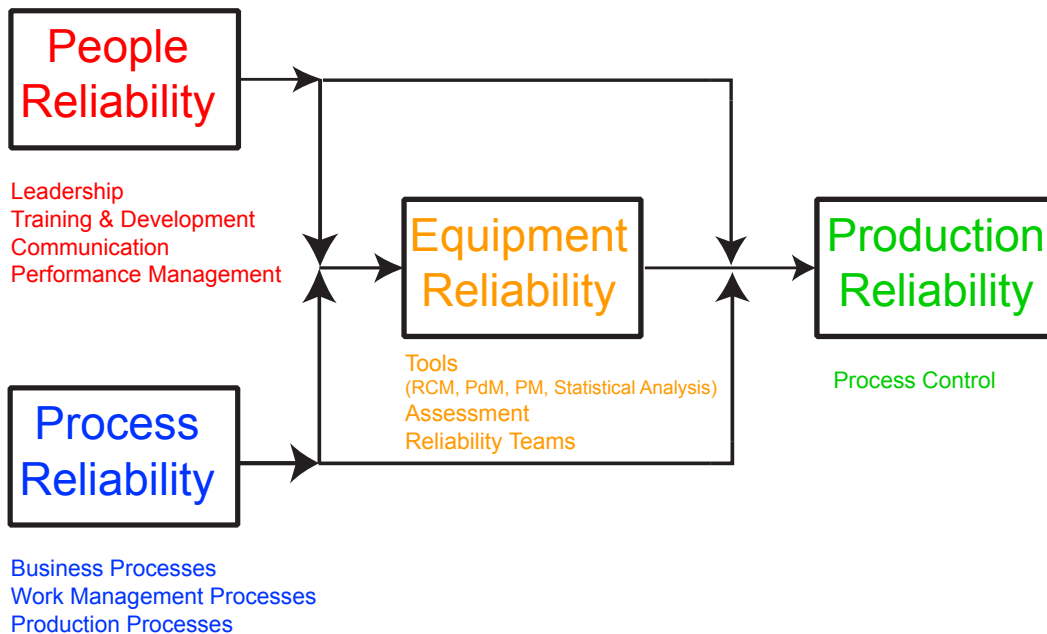 People
Reliability
Leadership
Training & Development
Communication
Performance Management
Equipment
Reliability
Tools
(RCM, PdM, PM, Statistical Analysis)
Assessment
Reliability Teams
Production
Reliability
Process Control
Process
Reliability
Business Processes
Work Management Processes
Production Processes